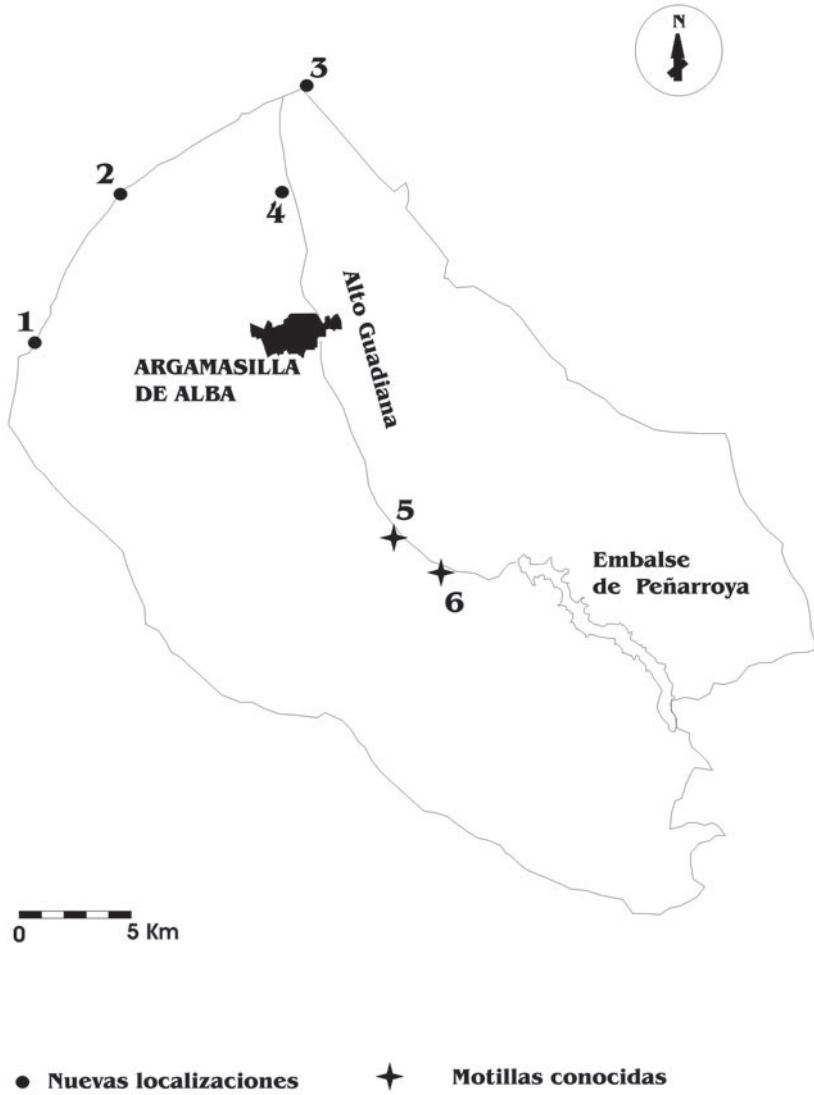 N
3
2
4
1
Alto Guadiana
ARGAMASILLA
DE ALBA
5
6
Embalse
de Peñarroya
0 5 Km
Nuevas localizaciones
Motillas conocidas